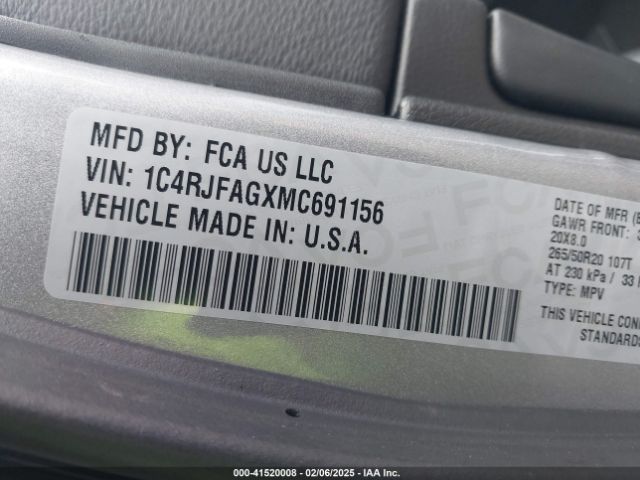 MFD BY: FCA US LLC
VIN: 1C4RJFAGXMC691156
VEHICLE MADE IN: U.S.A.
DATE OF MFR
GAWR FRONT:
20X8.0
265/50R20 107T
AT 230 kPa / 33
TYPE: MPV
THIS VEHICLE
STANDARDS
000-41520008 - 02/06/2025 - IAA Inc.